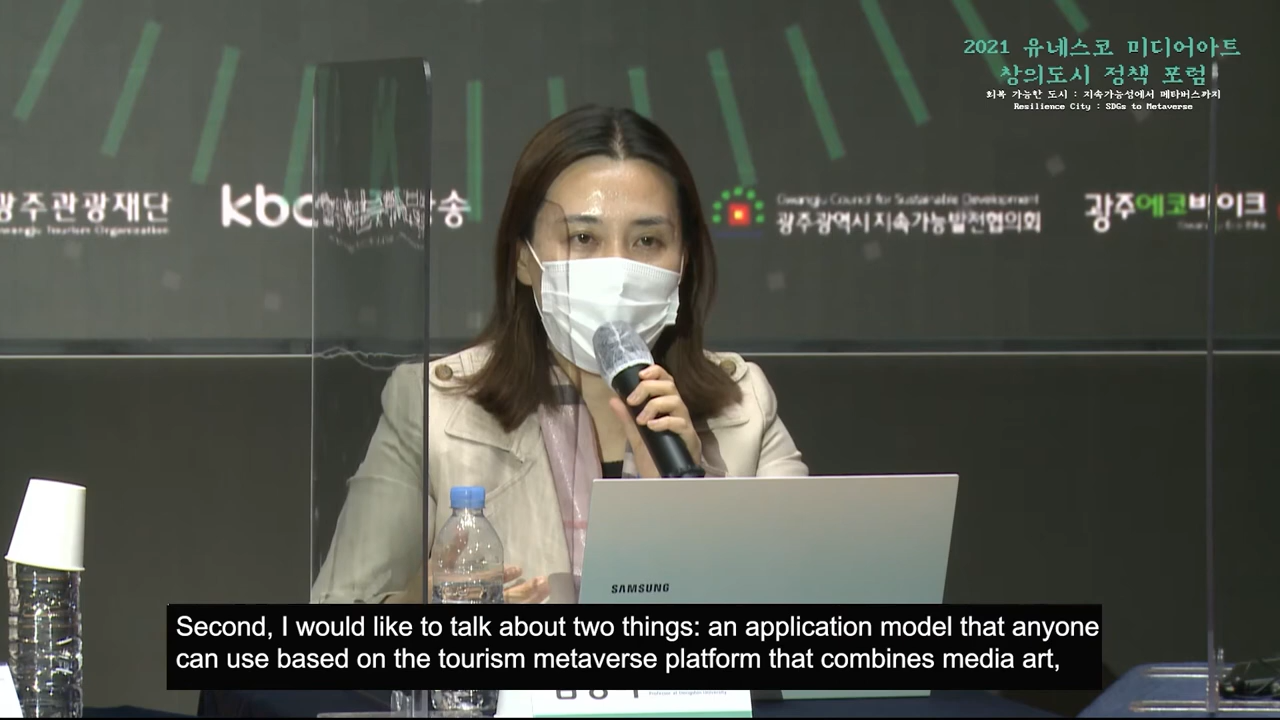 2021 유네스코 미디어아트
창의도시 정책 포럼
회복 가능한 도시 : 지속가능성에서 메타버스까지
Resilience City : SDGs to Metaverse
광주관광재단
Gwangju Tourism Organization
kbc
방송
Gwangju Council for Sustainable Development
광주광역시지속가능발전협의회
광주에코바이크
SAMSUNG
Second, I would like to talk about two things: an application model that anyone
can use based on the tourism metaverse platform that combines media art,